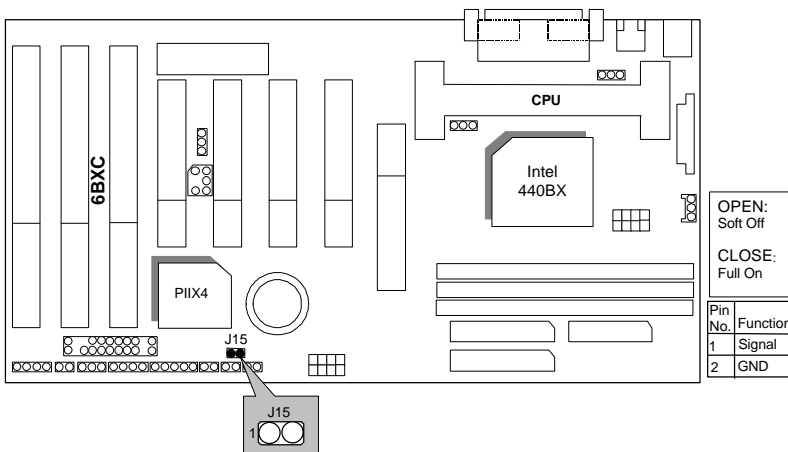 CPU
6BXC
Intel
440BX
PIIX4
J15
J15
1
OPEN:
Soft Off
CLOSE:
Full On
Pin No. Function
1 Signal
2 GND